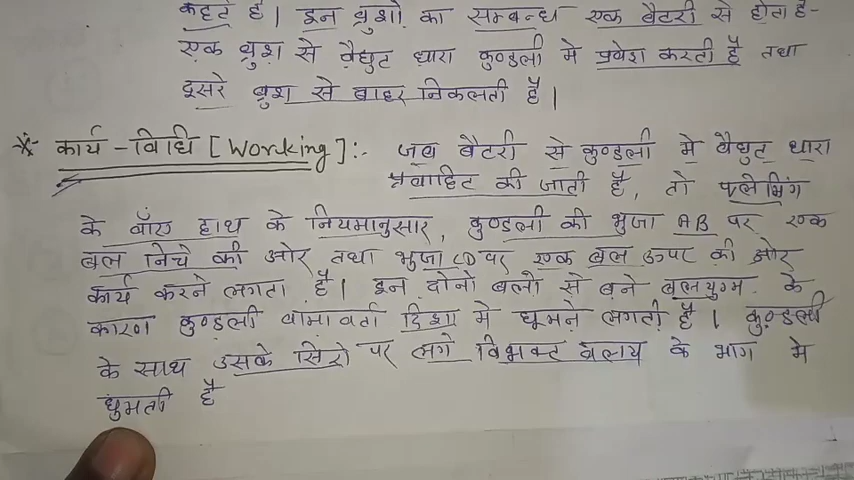 कहते है। इन ब्रुशो का सम्बन्ध एक बैटरी से होता है-
एक ब्रुश से वैद्युत धारा कुण्डली मे प्रवेश करती है तथा
दुसरे ब्रुश से बाहर निकलती है।
* कार्य - विधि [Working] :- जब बैटरी से कुण्डली मे वैद्युत धारा
प्रवाहित की जाती है, तो फ्लेमिंग
के बाँए हाथ के नियमानुसार, कुण्डली की भुजा AB पर एक
बल निचे की ओर तथा भुजा CD पर एक बल ऊपर की ओर
कार्य करने लगता है। इन दोनो बलो से बने बलयुग्म के
कारण कुण्डली वामावर्ता दिशा मे घूमने लगती है। कुण्डली
के साथ उसके सिरो पर लगे विभक्ट वलय के भाग मे
घुमती है